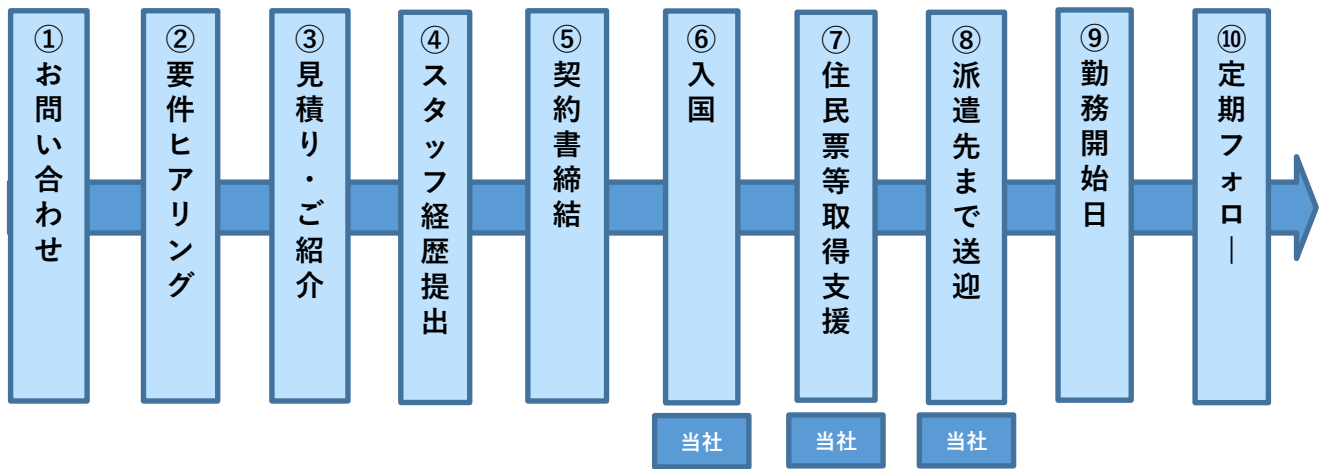 ①お問い合わせ
②要件ヒアリング
③見積り・ご紹介
④スタッフ経歴提出
⑤契約書締結
⑥入国
⑦住民票等取得支援
⑧派遣先まで送迎
⑨勤務開始日
⑩定期フォロー
当社
当社
当社